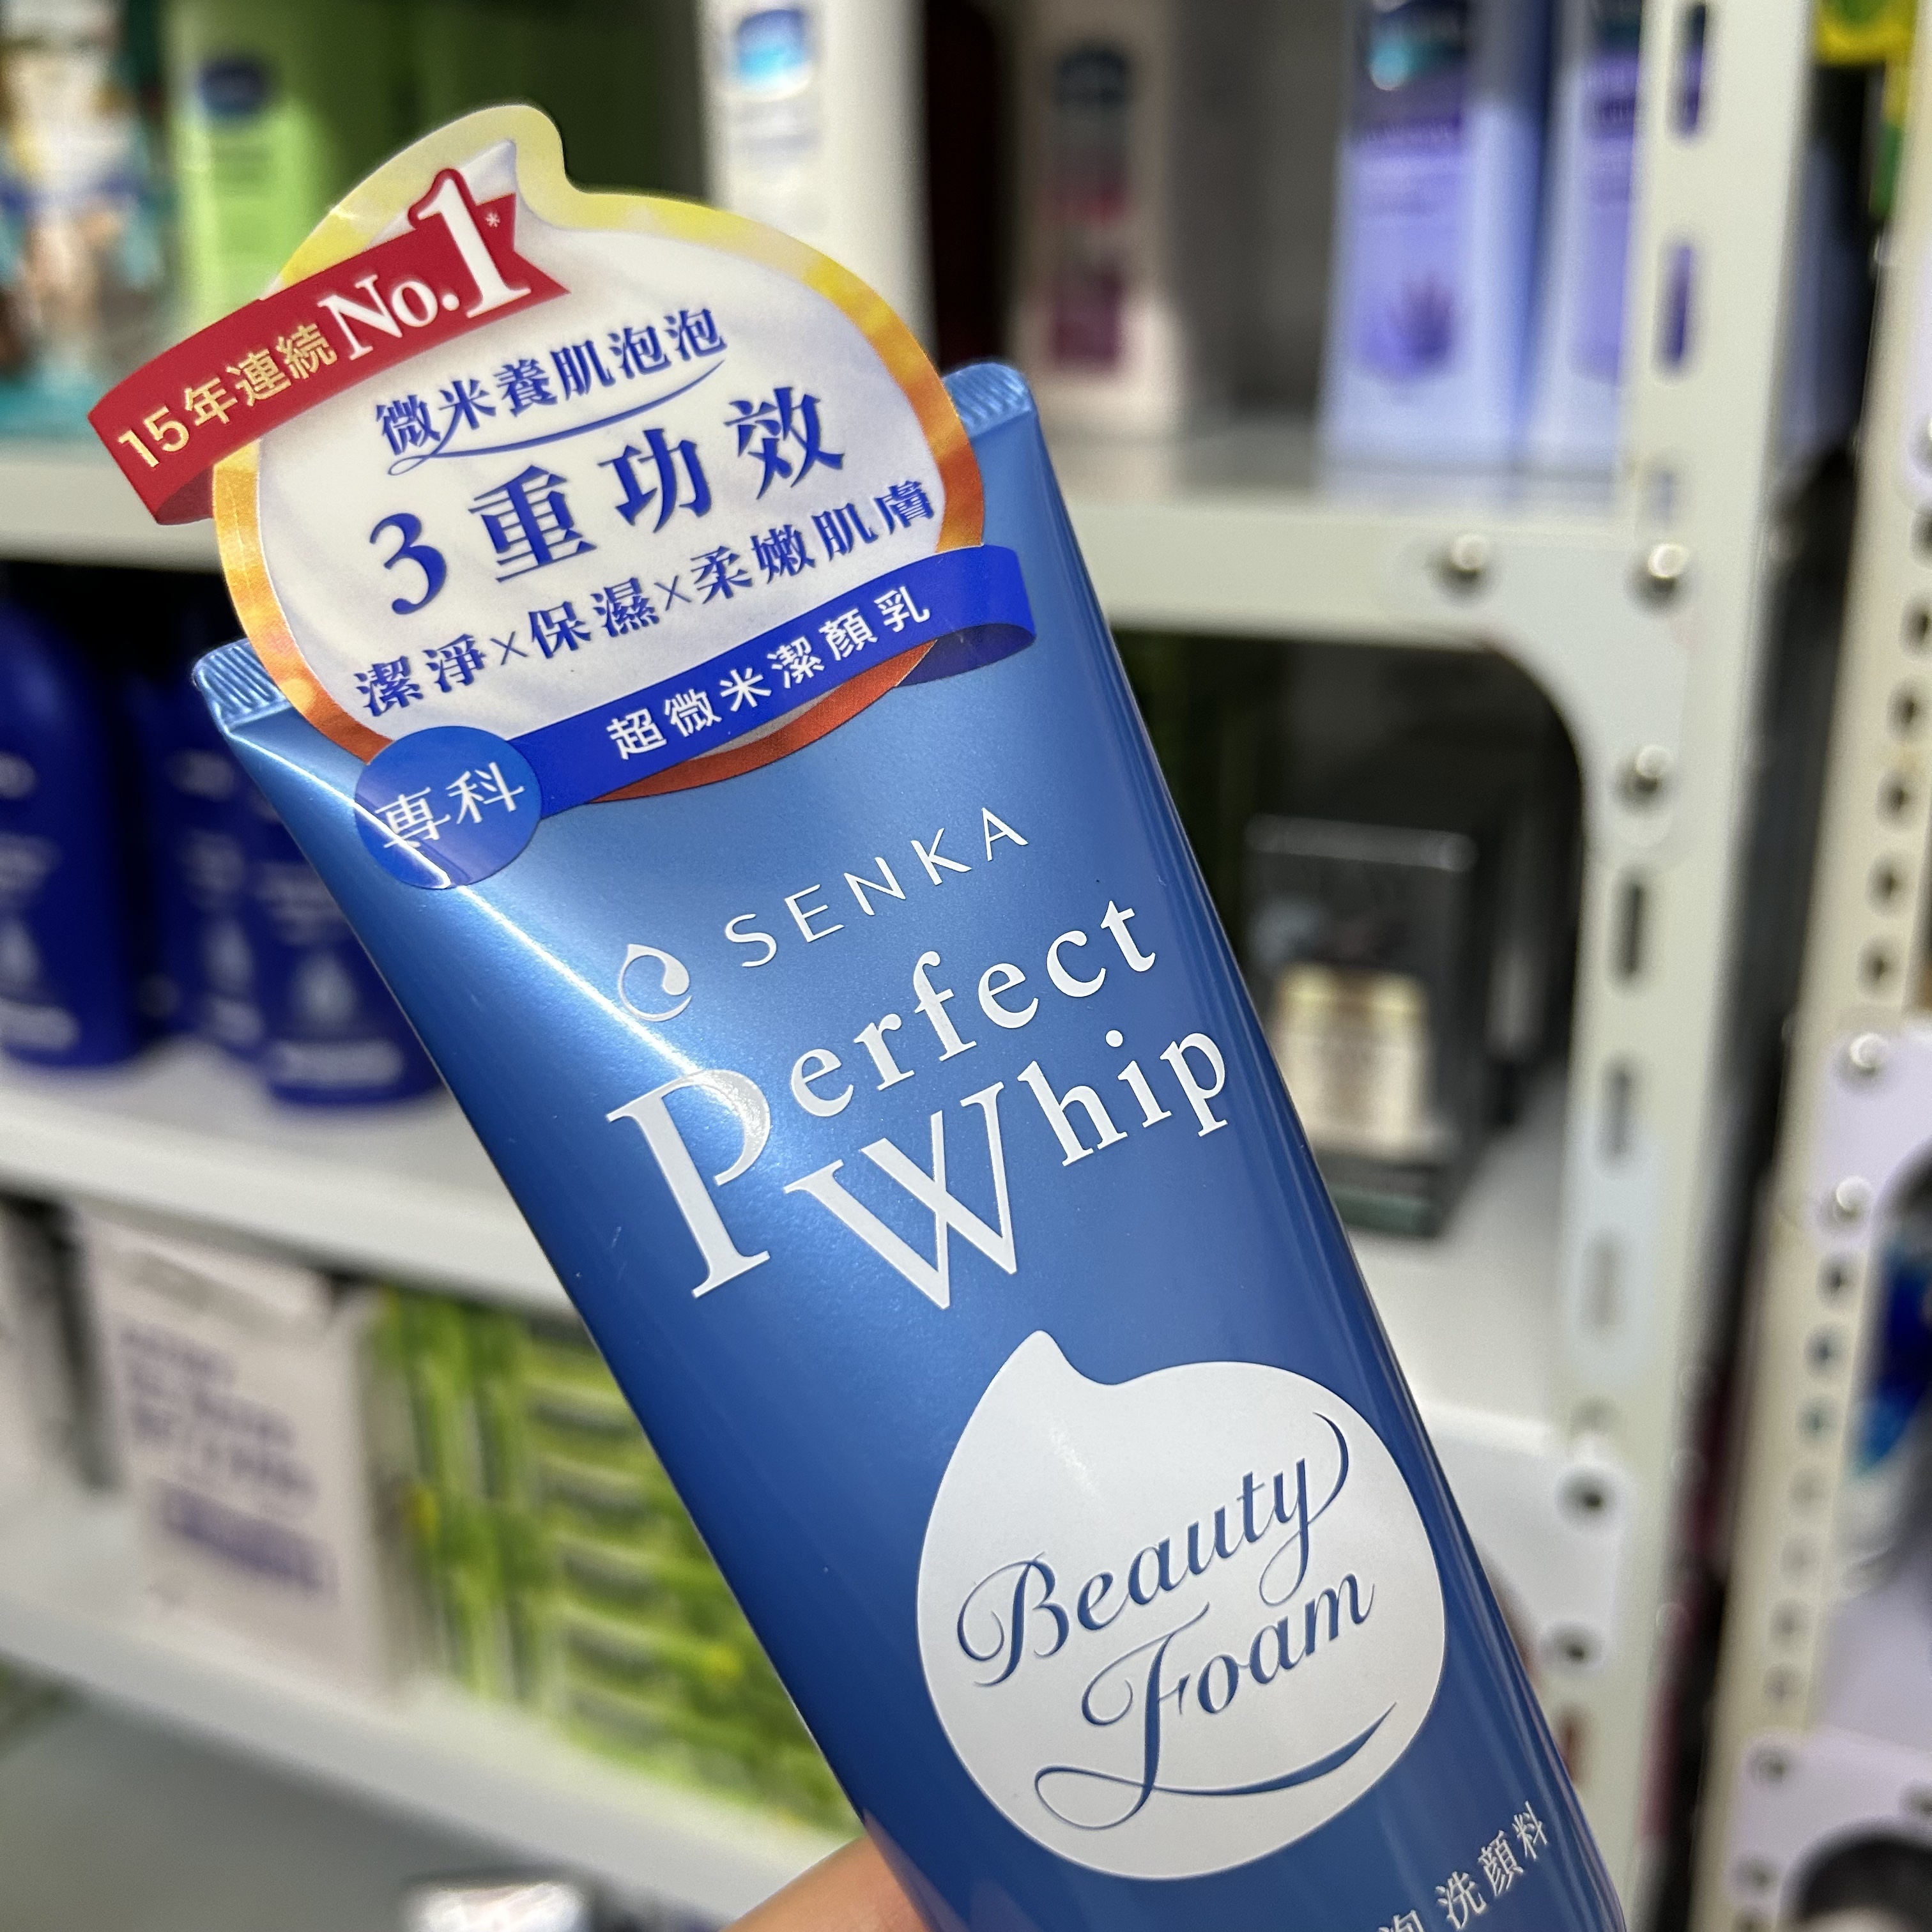 15年連続No.1*
微米養肌泡泡
3重功效
潔淨×保濕×柔嫩肌膚
超微米潔顏乳
專科
SENKA
Perfect
Whip
Beauty
Foam
洗顔料